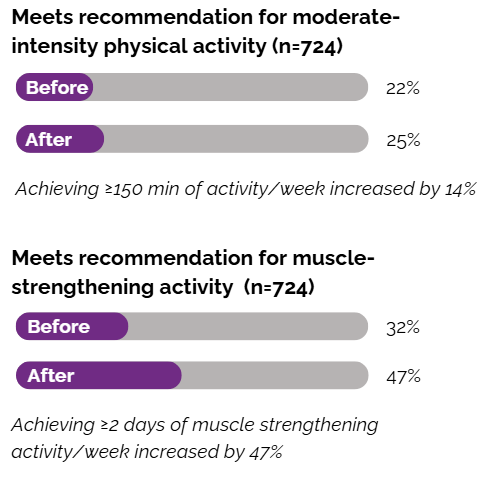 Meets recommendation for moderate-
intensity physical activity (n=724)
Before 22%
After 25%
Achieving ≥150 min of activity/week increased by 14%
Meets recommendation for muscle-
strengthening activity (n=724)
Before 32%
After 47%
Achieving ≥2 days of muscle strengthening
activity/week increased by 47%